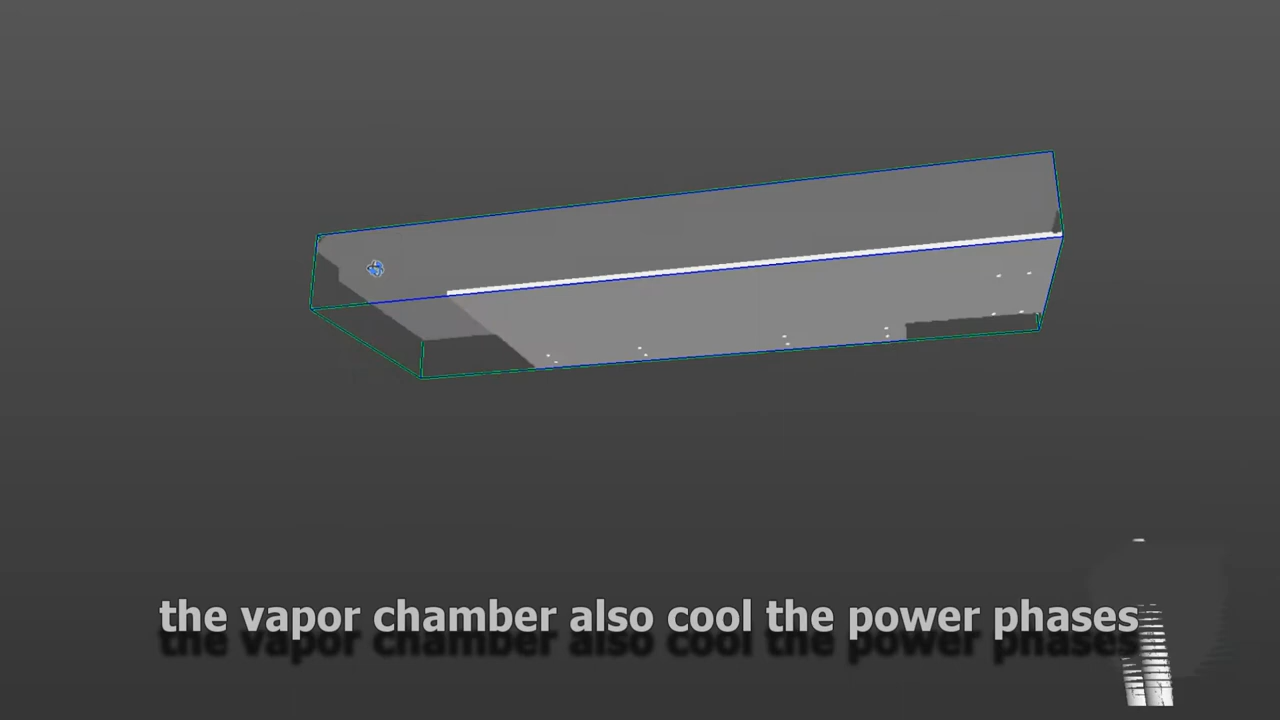 the vapor chamber also cool the power phases